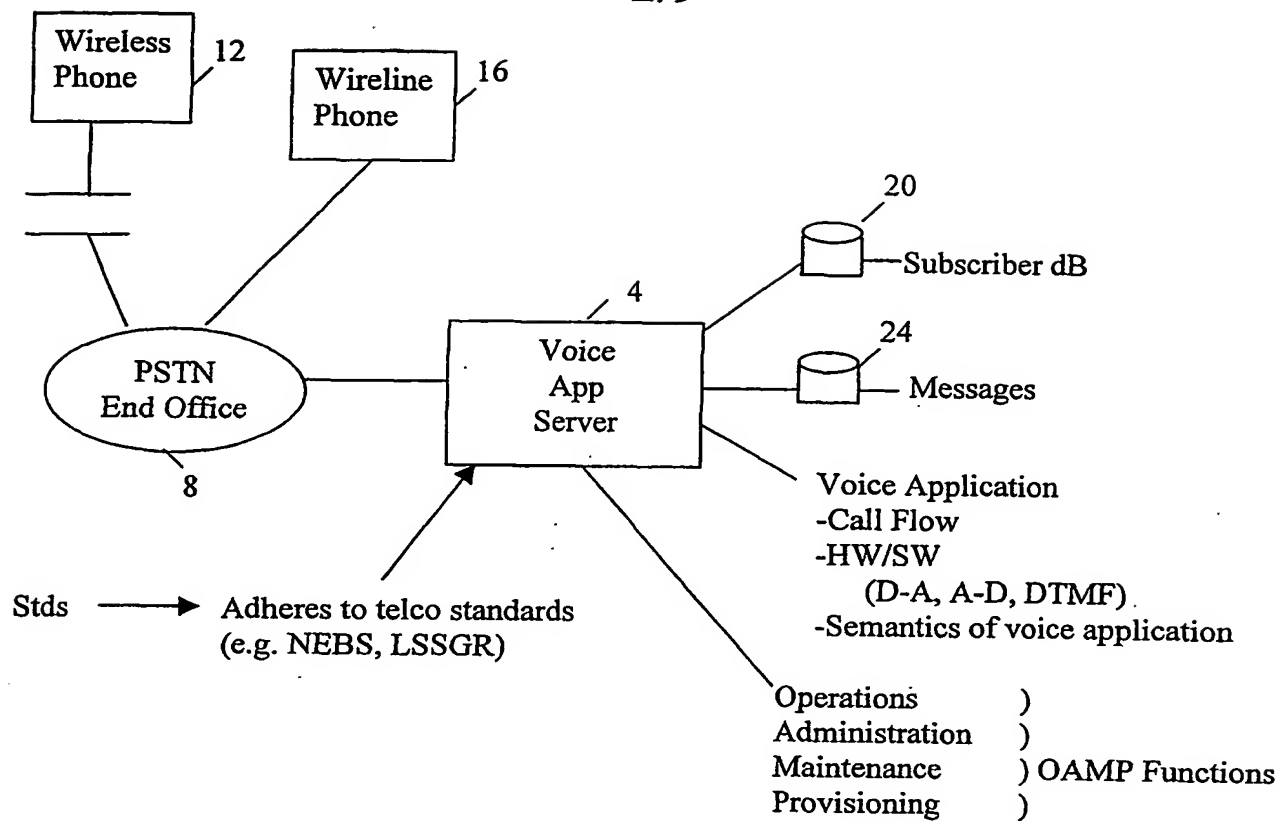 Wireless
Phone
12
Wireline
Phone
16
20
Subscriber dB
4
Voice
App
Server
24
Messages
PSTN
End Office
8
Voice Application
-Call Flow
-HW/SW
(D-A, A-D, DTMF)
-Semantics of voice application
Stds
Adheres to telco standards
(e.g. NEBS, LSSGR)
Operations )
Administration )
Maintenance ) OAMP Functions
Provisioning )